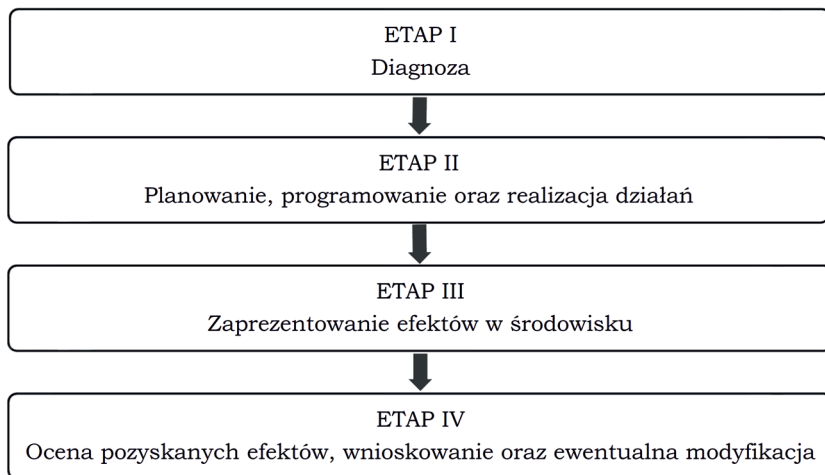 ETAP I
Diagnoza
ETAP II
Planowanie, programowanie oraz realizacja działań
ETAP III
Zaprezentowanie efektów w środowisku
ETAP IV
Ocena pozyskanych efektów, wnioskowanie oraz ewentualna modyfikacja